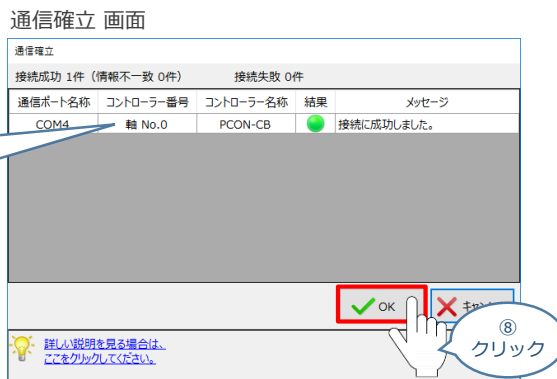 通信確立 画面
通信確立
接続成功 1件（情報不一致 0件） 接続失敗 0件
通信ポート名称 コントローラー番号 コントローラー名称 結果 メッセージ
COM4 軸 No.0 PCON-CB 接続に成功しました。
OK
⑧
クリック
詳しい説明を見る場合は、
ここをクリックしてください。